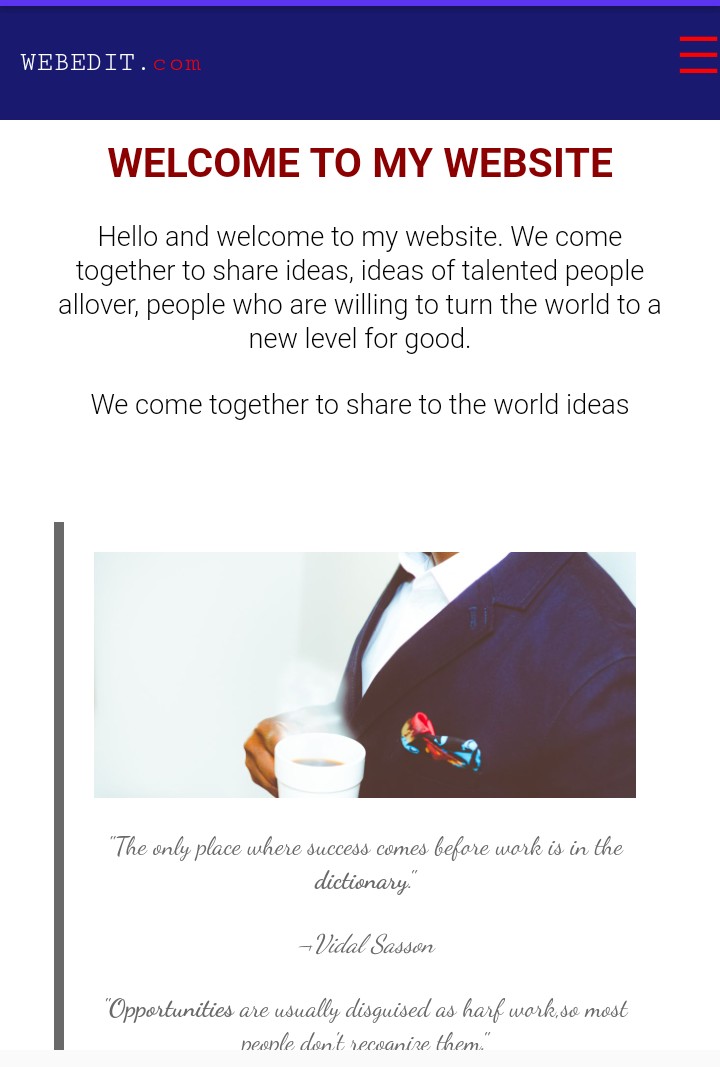 WEBEDIT.com
WELCOME TO MY WEBSITE
Hello and welcome to my website. We come
together to share ideas, ideas of talented people
allover, people who are willing to turn the world to a
new level for good.
We come together to share to the world ideas
"The only place where success comes before work is in the
dictionary."
¬Vidal Sasson
"Opportunities are usually disguised as harf work,so most
people don't recognize them."